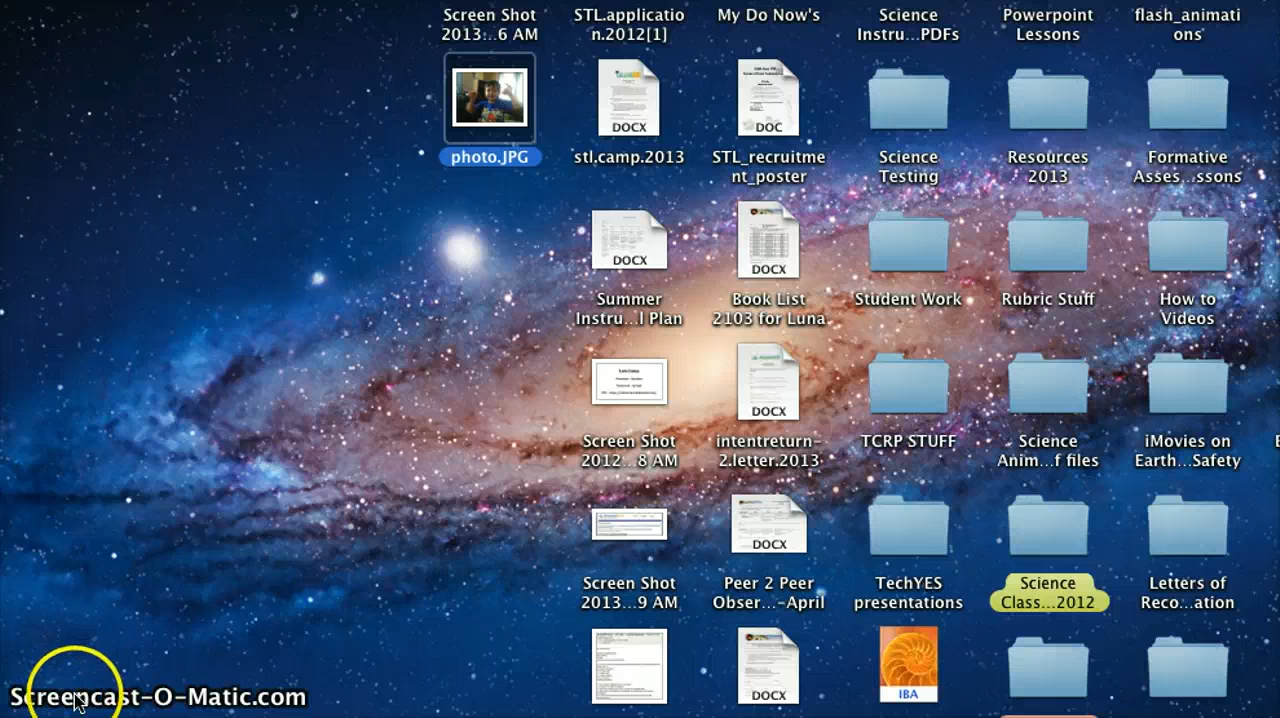 Screen Shot
2013...6 AM
STL.applicatio
n.2012[1]
My Do Now's
Science
Instru...PDFs
Powerpoint
Lessons
flash_animati
ons
photo.JPG
DOCX
stl.camp.2013
DOC
STL_recruitme
nt_poster
Science
Testing
Resources
2013
Formative
Asses...ssons
DOCX
Summer
Instru...l Plan
DOCX
Book List
2103 for Luna
Student Work
Rubric Stuff
How to
Videos
Screen Shot
2012...8 AM
DOCX
intentreturn-
2.letter.2013
TCRP STUFF
Science
Anim...f files
iMovies on
Earth...Safety
Screen Shot
2013...9 AM
DOCX
Peer 2 Peer
Obser...-April
TechYES
presentations
Science
Class...2012
Letters of
Reco...ation
DOCX
IBA
Screencast-O-Matic.com